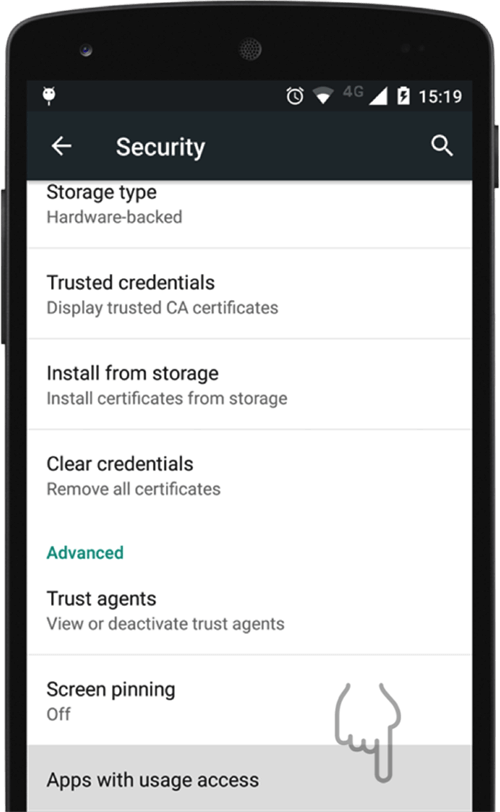 4G 15:19
Security
Storage type
Hardware-backed
Trusted credentials
Display trusted CA certificates
Install from storage
Install certificates from storage
Clear credentials
Remove all certificates
Advanced
Trust agents
View or deactivate trust agents
Screen pinning
Off
Apps with usage access